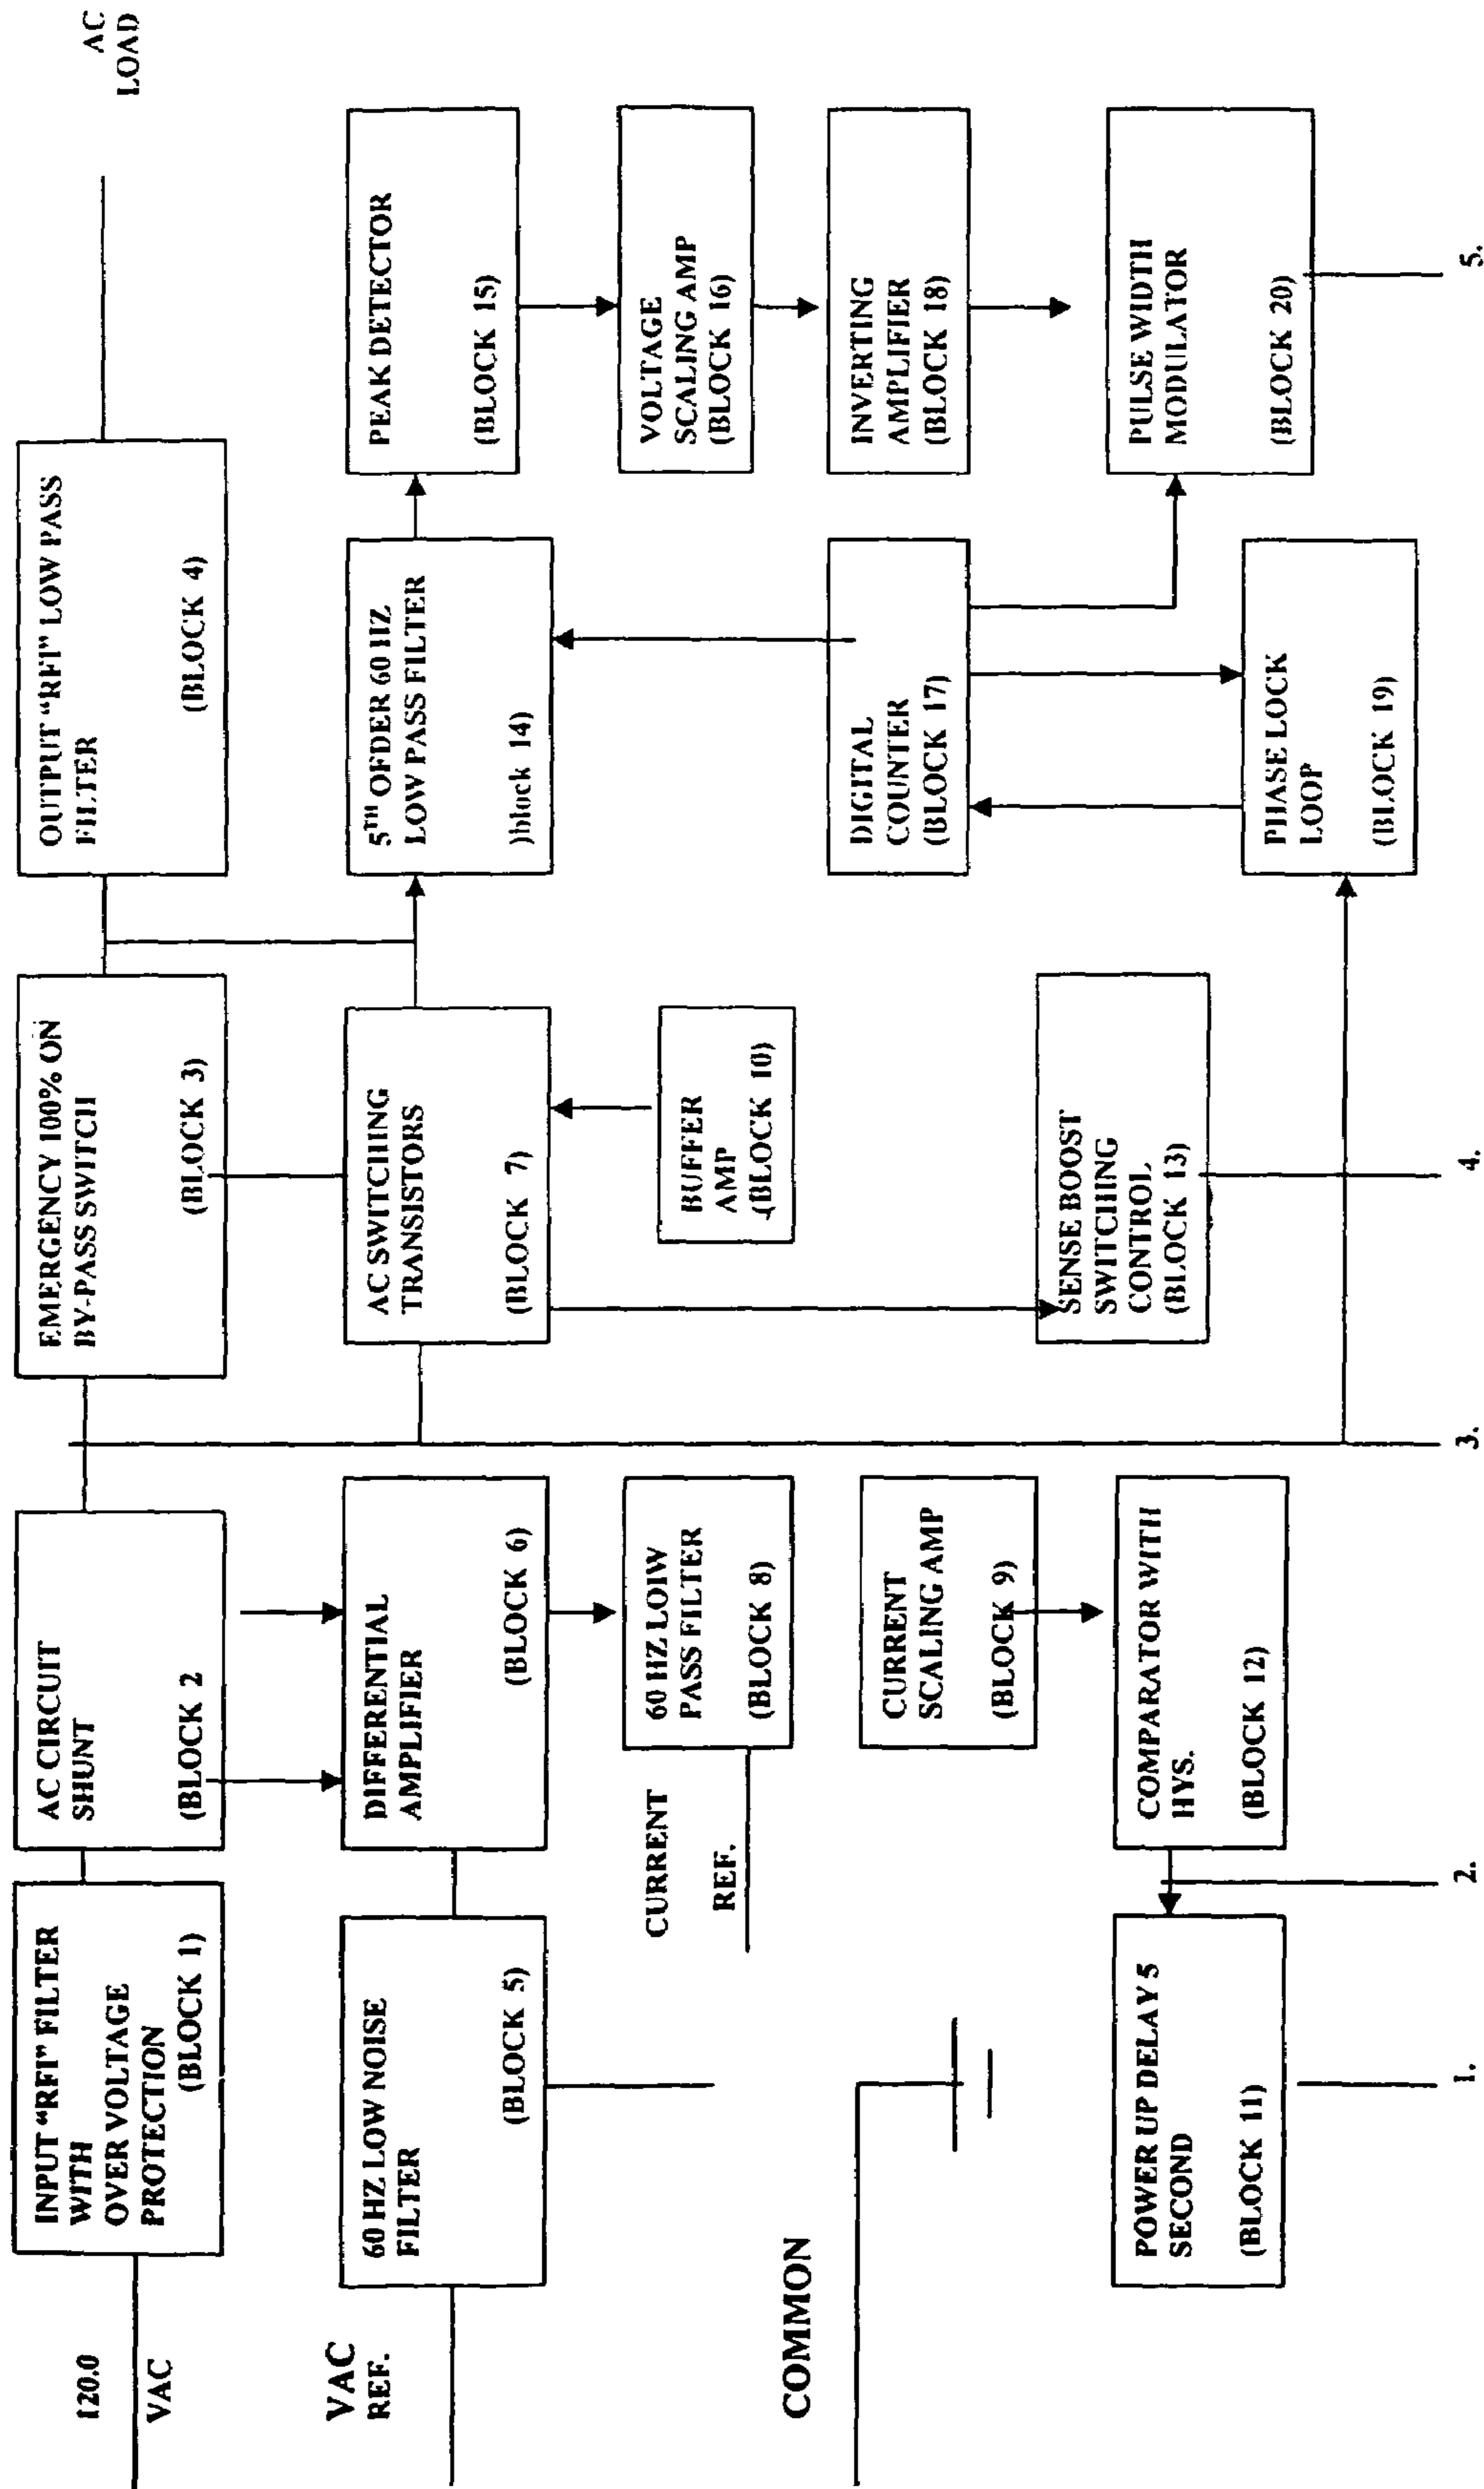 120.0
VAC
INPUT "RFI" FILTER
WITH
OVER VOLTAGE
PROTECTION
(BLOCK 1)
AC CIRCUIT
SHUNT
(BLOCK 2
EMERGENCY 100% ON
BY-PASS SWITCH
(BLOCK 3)
OUTPUT "RFI" LOW PASS
FILTER
(BLOCK 4)
AC
LOAD
VAC
REF.
60 HZ LOW NOISE
FILTER
(BLOCK 5)
DIFFERENTIAL
AMPLIFIER
(BLOCK 6)
AC SWITCHING
TRANSISTORS
(BLOCK 7)
5TH OFDER 60 HZ
LOW PASS FILTER
)block 14)
PEAK DETECTOR
(BLOCK 15)
CURRENT
REF.
60 HZ LOIW
PASS FILTER
(BLOCK 8)
BUFFER
AMP
(BLOCK 10)
VOLTAGE
SCALING AMP
(BLOCK 16)
COMMON
CURRENT
SCALING AMP
(BLOCK 9)
DIGITAL
COUNTER
(BLOCK 17)
INVERTING
AMPLIFIER
(BLOCK 18)
POWER UP DELAY 5
SECOND
(BLOCK 11)
COMPARATOR WITH
HYS.
(BLOCK 12)
SENSE BOOST
SWITCHING
CONTROL
(BLOCK 13)
PHASE LOCK
LOOP
(BLOCK 19)
PULSE WIDTH
MODULATOR
(BLOCK 20)
1.
2.
3.
4.
5.